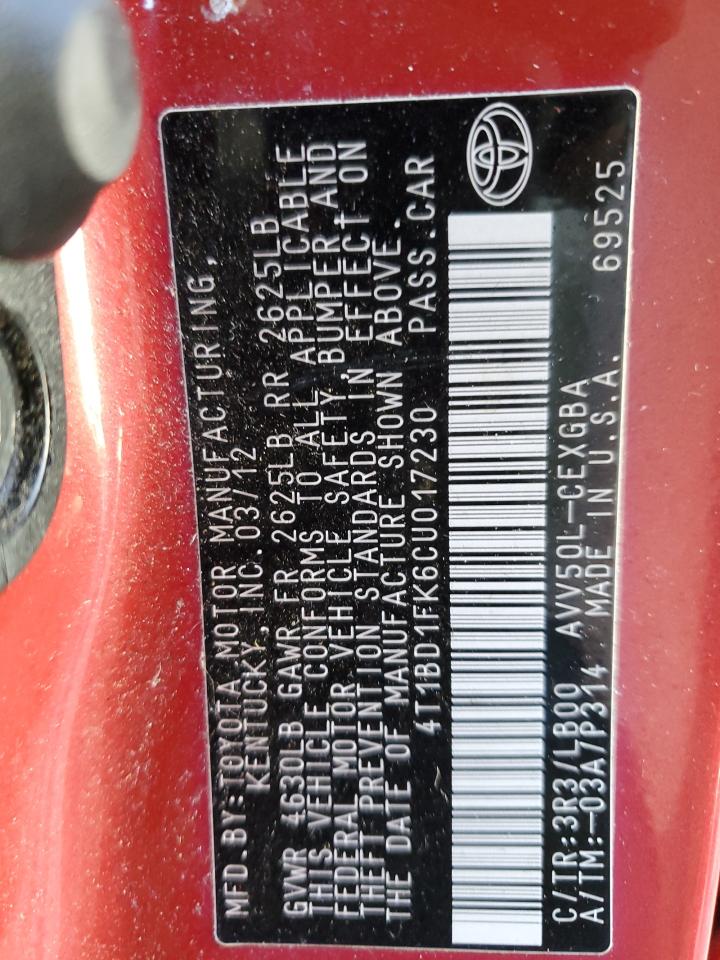 MFD.BY:TOYOTA MOTOR MANUFACTURING,
KENTUCKY, INC.03/12
GVWR 4630LB GAWR FR 2625LB RR 2625LB
THIS VEHICLE CONFORMS TO ALL APPLICABLE
FEDERAL MOTOR VEHICLE SAFETY, BUMPER AND
THEFT PREVENTION STANDARDS IN EFFECT ON
THE DATE OF MANUFACTURE SHOWN ABOVE.
4T1BD1FK6CU017230 PASS.CAR
C/TR:3R3/LB00 AVV50L-CEXGBA
A/TM:-03A/P314 MADE IN U.S.A. 69525